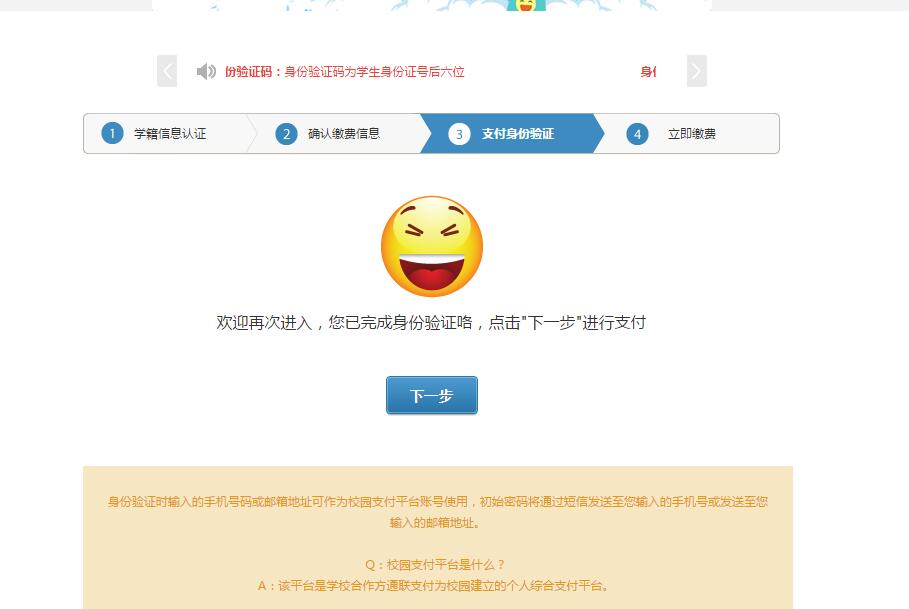 份验证码：身份验证码为学生身份证号后六位
身份
1 学籍信息认证
2 确认缴费信息
3 支付身份验证
4 立即缴费
欢迎再次进入，您已完成身份验证咯，点击"下一步"进行支付
下一步
身份验证时输入的手机号码或邮箱地址可作为校园支付平台账号使用，初始密码将通过短信发送至您输入的手机号或发送至您
输入的邮箱地址。
Q：校园支付平台是什么？
A：该平台是学校合作方通联支付为校园建立的个人综合支付平台。